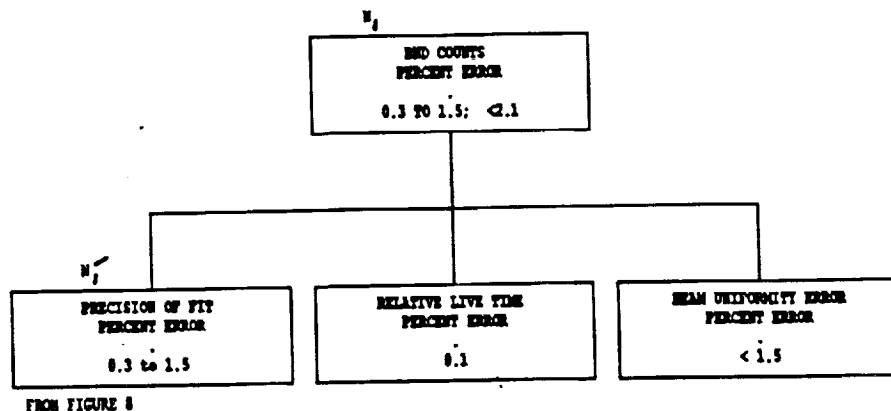 N_j
END COUNTS
PERCENT ERROR
0.3 TO 1.5; <2.1
N_j′
PRECISION OF FIT
PERCENT ERROR
0.3 to 1.5
RELATIVE LIVE TIME
PERCENT ERROR
0.1
BEAM UNIFORMITY ERROR
PERCENT ERROR
< 1.5
FROM FIGURE 8